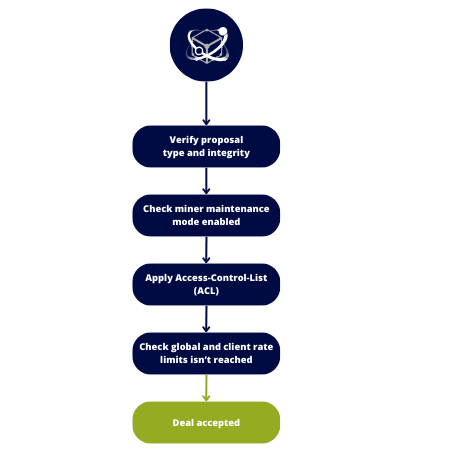 Verify proposal
type and integrity
Check miner maintenance
mode enabled
Apply Access-Control-List
(ACL)
Check global and client rate
limits isn't reached
Deal accepted